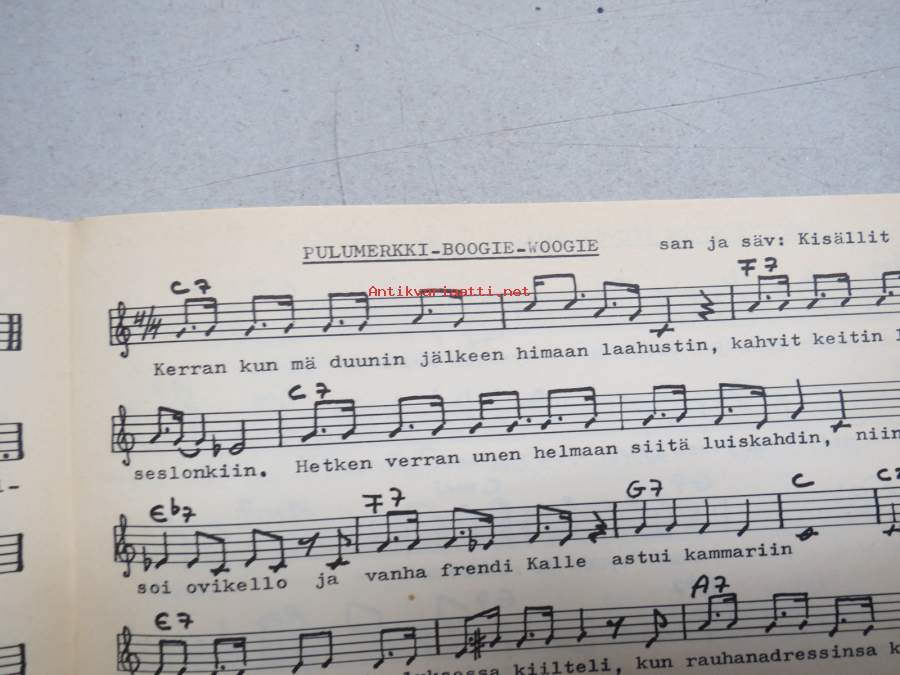 PULUMERKKI-BOOGIE-WOOGIE san ja säv: Kisällit
Antikvariaatti.net
C7 F7
4/4
Kerran kun mä duunin jälkeen himaan laahustin, kahvit keitin
C7
seslonkiin. Hetken verran unen helmaan siitä luiskahdin, niin
Eb7 F7 G7 C
soi ovikello ja vanha frendi Kalle astui kammariin
E7 A7
kiilteli, kun rauhanadressinsa